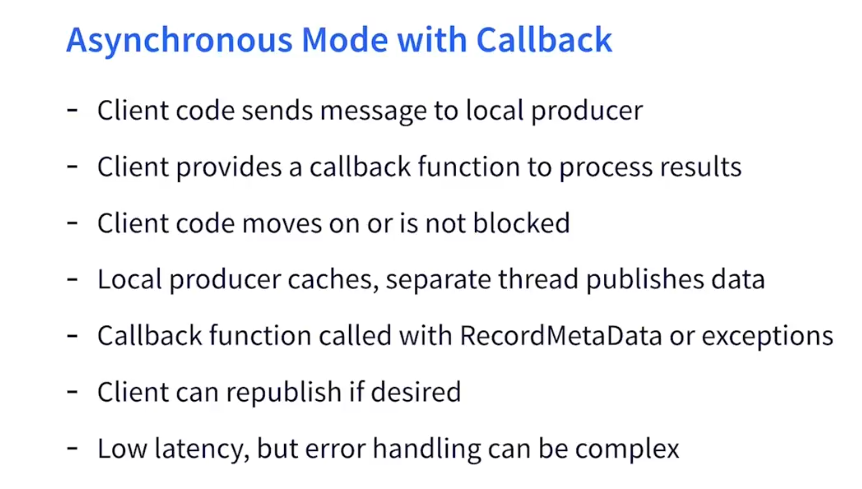 Asynchronous Mode with Callback
- Client code sends message to local producer
- Client provides a callback function to process results
- Client code moves on or is not blocked
- Local producer caches, separate thread publishes data
- Callback function called with RecordMetaData or exceptions
- Client can republish if desired
- Low latency, but error handling can be complex